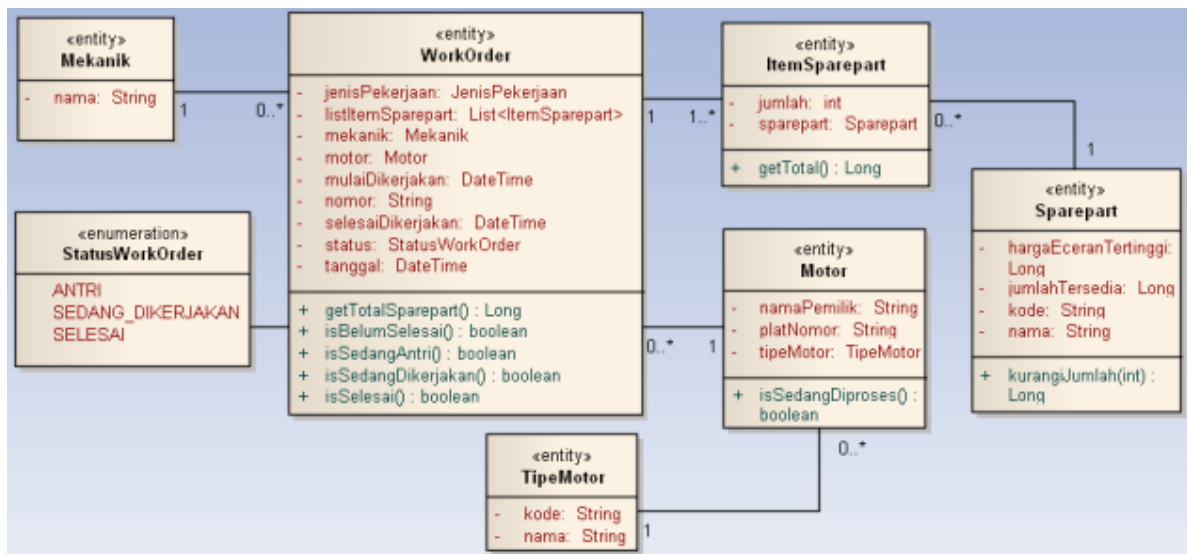 «entity»
Mekanik
- nama: String
1
0..*
«entity»
WorkOrder
- jenisPekerjaan: JenisPekerjaan
- listItemSparepart: List<ItemSparepart>
- mekanik: Mekanik
- motor: Motor
- mulaiDikerjakan: DateTime
- nomor: String
- selesaiDikerjakan: DateTime
- status: StatusWorkOrder
- tanggal: DateTime
+ getTotalSparepart() : Long
+ isBelumSelesai() : boolean
+ isSedangAntri() : boolean
+ isSedangDikerjakan() : boolean
+ isSelesai() : boolean
1
1..*
«entity»
ItemSparepart
- jumlah: int
- sparepart: Sparepart
+ getTotal() : Long
0..*
1
«entity»
Sparepart
- hargaEceranTertinggi:
Long
- jumlahTersedia: Long
- kode: String
- nama: String
+ kurangiJumlah(int) :
Long
«enumeration»
StatusWorkOrder
ANTRI
SEDANG_DIKERJAKAN
SELESAI
0..*
1
«entity»
Motor
- namaPemilik: String
- platNomor: String
- tipeMotor: TipeMotor
+ isSedangDiproses() :
boolean
0..*
«entity»
TipeMotor
- kode: String
- nama: String
1